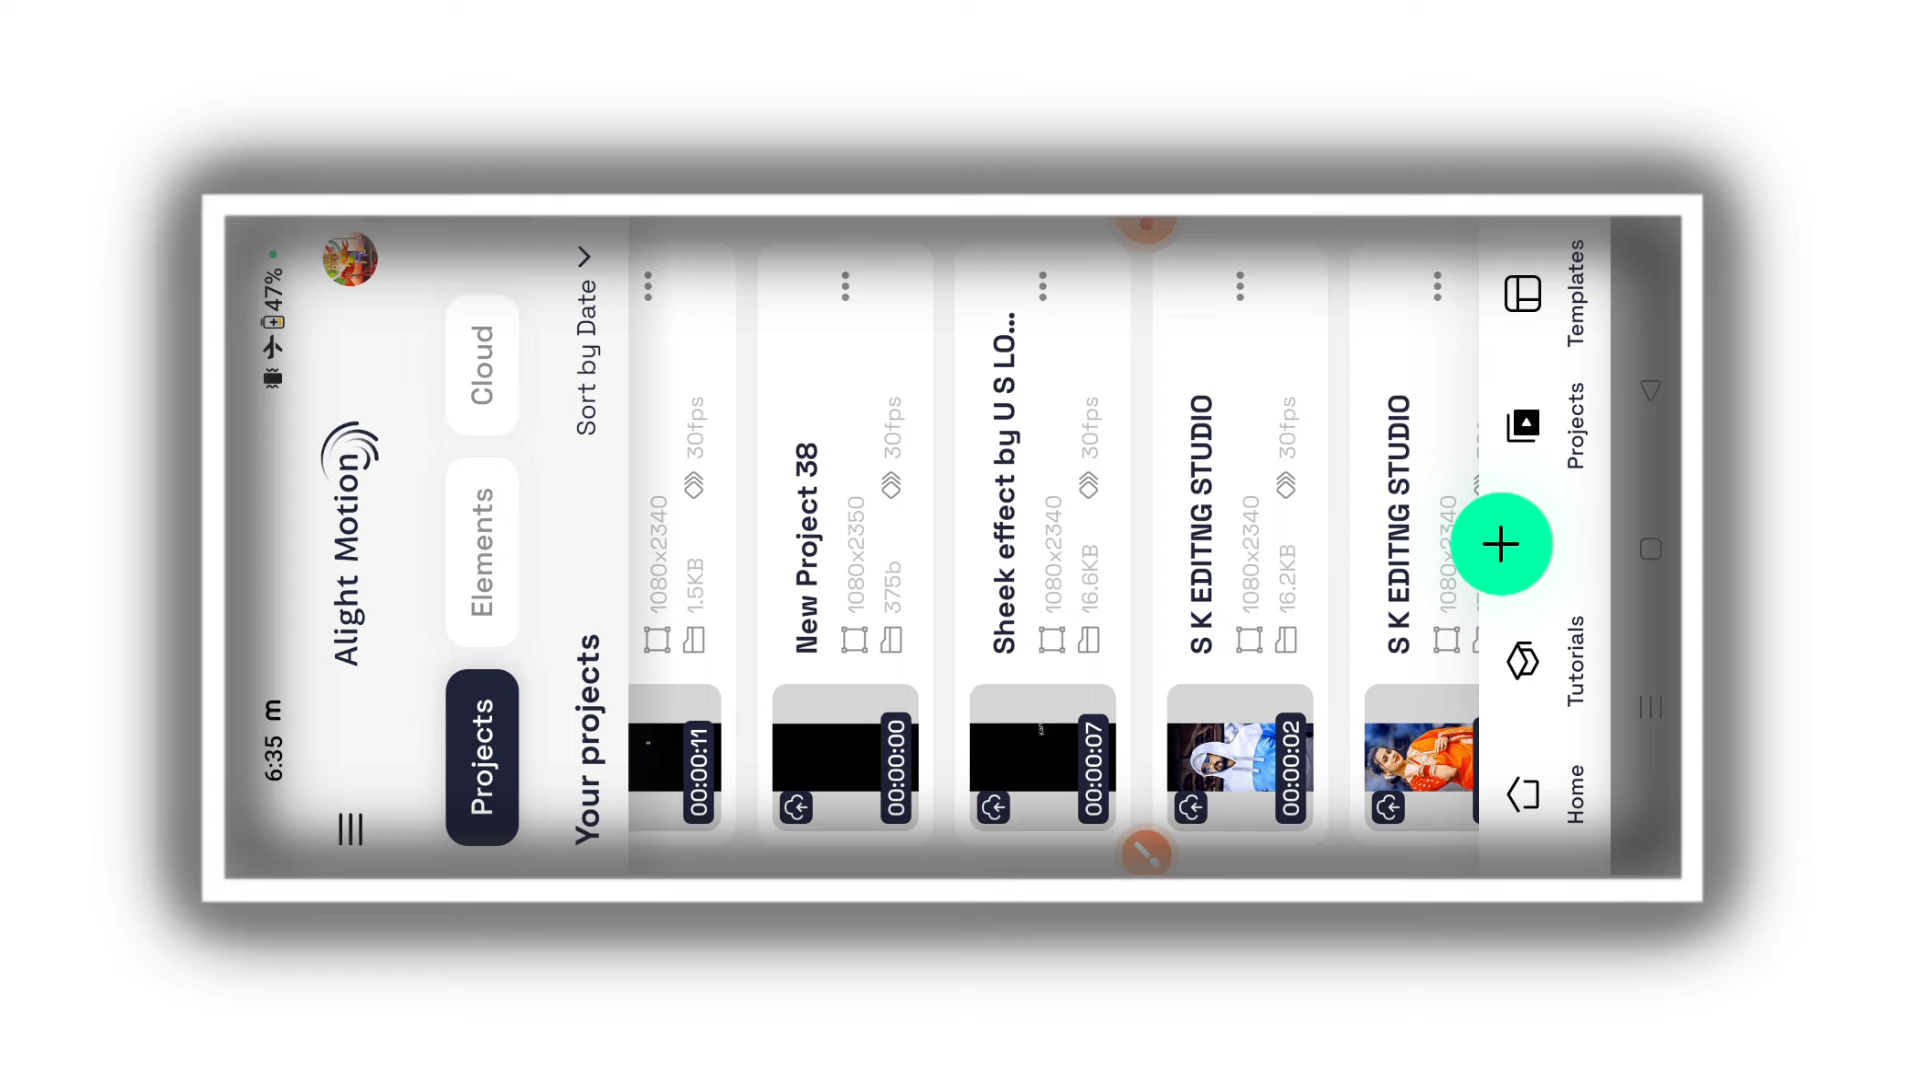 6:35 m
47%
Alight Motion
Projects
Elements
Cloud
Your projects
Sort by Date
1080x2340
1.5KB
30fps
00:00:11
New Project 38
1080x2350
375b
30fps
00:00:00
Sheek effect by U S LO...
1080x2340
16.6KB
30fps
00:00:07
S K EDITNG STUDIO
1080x2340
16.2KB
30fps
00:00:02
S K EDITNG STUDIO
1080x2340
Home
Tutorials
Projects
Templates